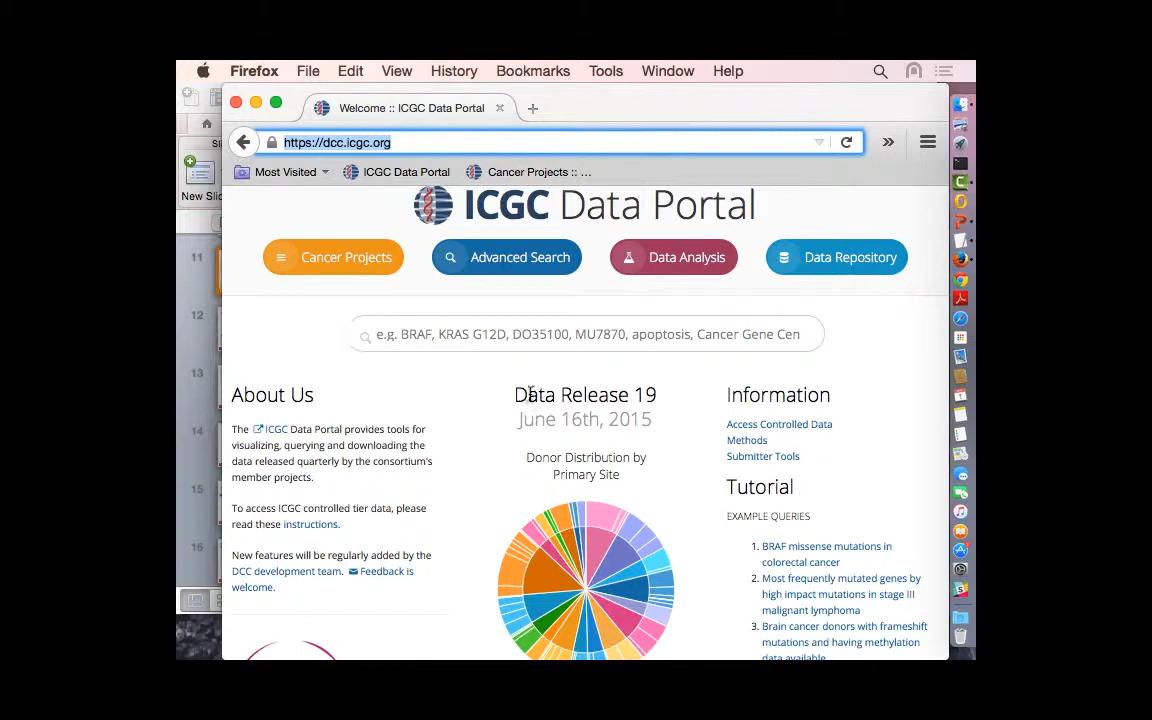 Firefox File Edit View History Bookmarks Tools Window Help
Welcome :: ICGC Data Portal
https://dcc.icgc.org
Most Visited ICGC Data Portal Cancer Projects :: ...
New Sli
11
12
13
14
15
16
ICGC Data Portal
Cancer Projects Advanced Search Data Analysis Data Repository
e.g. BRAF, KRAS G12D, DO35100, MU7870, apoptosis, Cancer Gene Cen
About Us
The ICGC Data Portal provides tools for
visualizing, querying and downloading the
data released quarterly by the consortium's
member projects.
To access ICGC controlled tier data, please
read these instructions.
New features will be regularly added by the
DCC development team. Feedback is
welcome.
Data Release 19
June 16th, 2015
Donor Distribution by
Primary Site
Information
Access Controlled Data
Methods
Submitter Tools
Tutorial
EXAMPLE QUERIES
1. BRAF missense mutations in
colorectal cancer
2. Most frequently mutated genes by
high impact mutations in stage III
malignant lymphoma
3. Brain cancer donors with frameshift
mutations and having methylation
data available